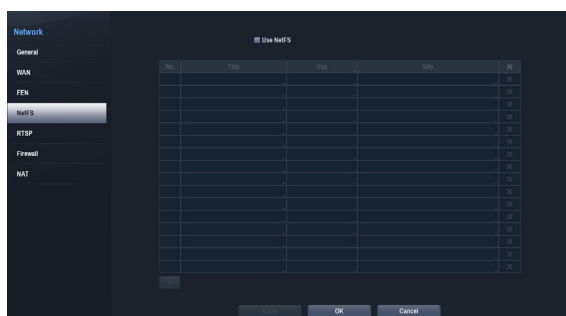 Network
Use NetFS
General
No. Title Use Site
WAN
FEN
NetFS
RTSP
Firewall
NAT
OK Cancel